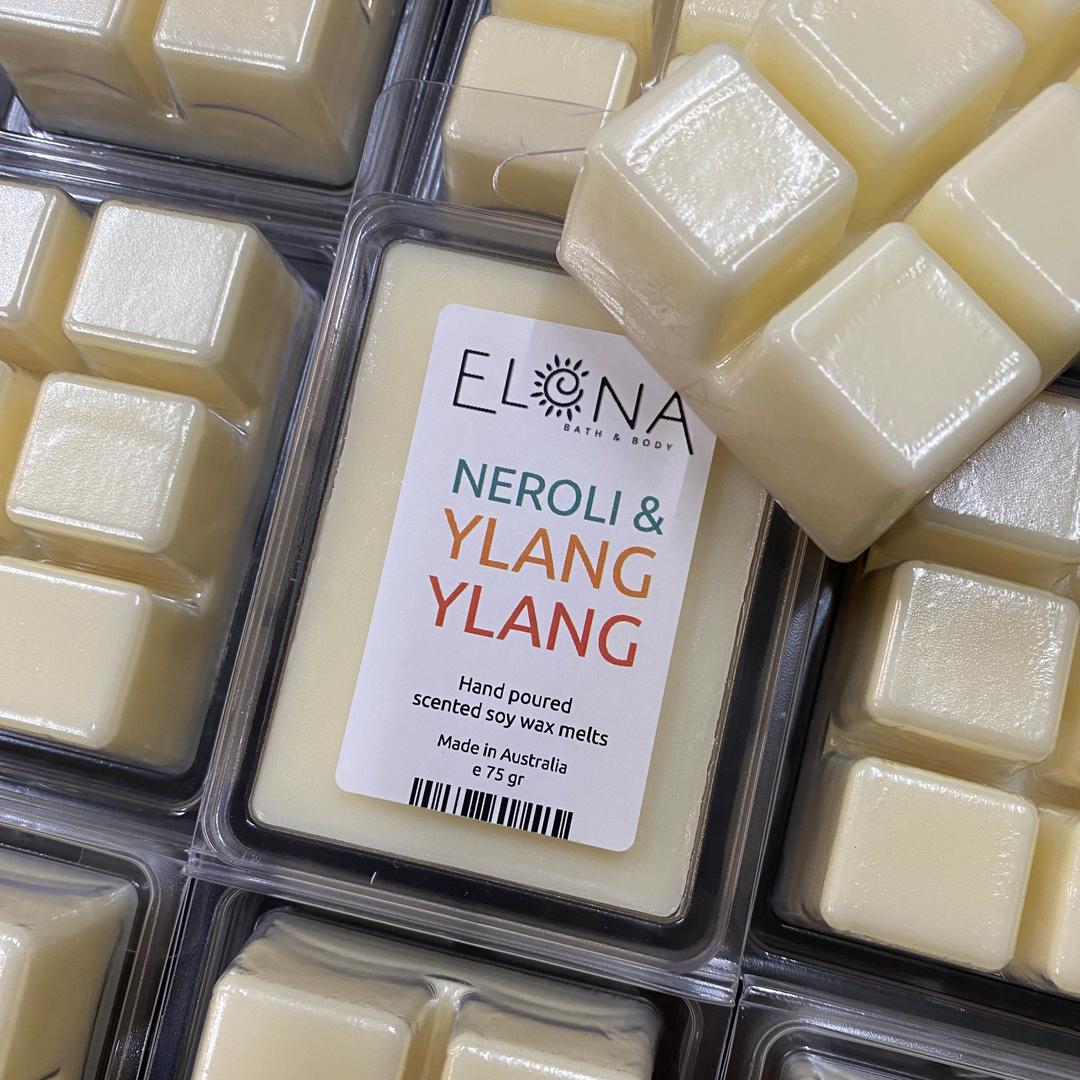 ELONA
BATH & BODY
NEROLI &
YLANG
YLANG
Hand poured
scented soy wax melts
Made in Australia
e 75 gr